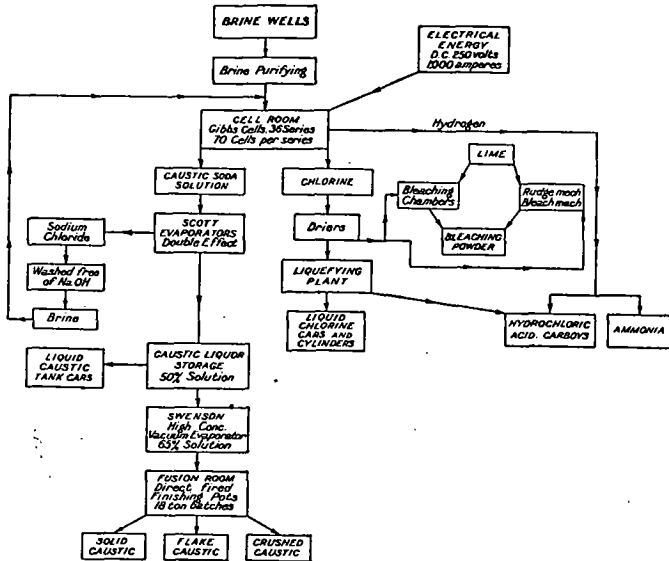 BRINE WELLS
ELECTRICAL
ENERGY
D.C. 250 volts
1000 amperes
Brine Purifying
CELL ROOM
Gibbs Cells. 36 Series
70 Cells per series
Hydrogen
CAUSTIC SODA
SOLUTION
CHLORINE
LIME
Bleaching
Chambers
Rudge mech
Bleach mach
BLEACHING
POWDER
Sodium
Chloride
SCOTT
EVAPORATORS
Double Effect
Driers
Washed free
of NaOH
LIQUEFYING
PLANT
Brine
LIQUID
CHLORINE
CARS AND
CYLINDERS
HYDROCHLORIC
ACID. CARBOYS
AMMONIA
LIQUID
CAUSTIC
TANK CARS
CAUSTIC LIQUOR
STORAGE
50% Solution
SWENSON
High Conc.
Vacuum Evaporator
65% Solution
FUSION ROOM
Direct fired
Finishing Pots
18 ton batches
SOLID
CAUSTIC
FLAKE
CAUSTIC
CRUSHED
CAUSTIC